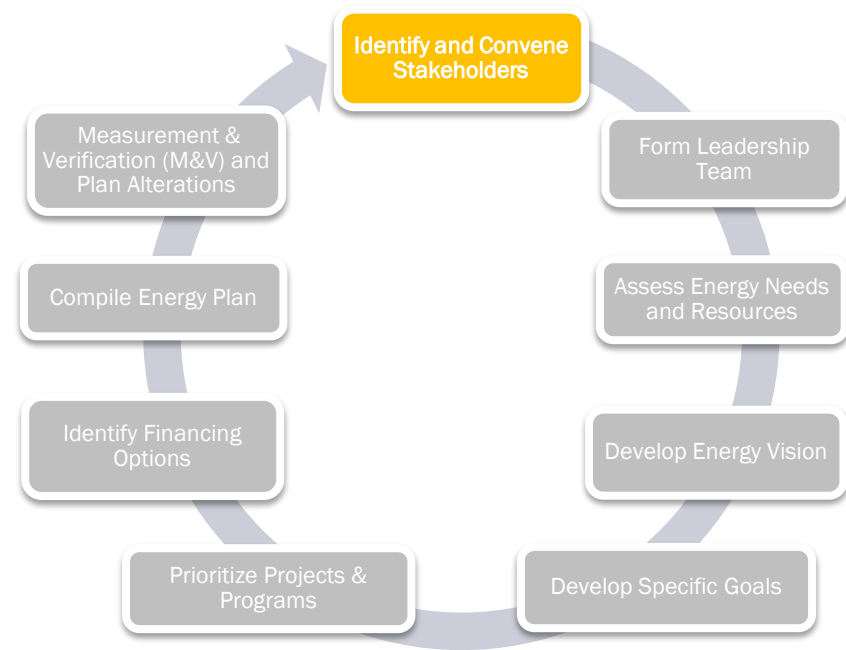 Identify and Convene
Stakeholders
Form Leadership
Team
Assess Energy Needs
and Resources
Develop Energy Vision
Develop Specific Goals
Prioritize Projects &
Programs
Identify Financing
Options
Compile Energy Plan
Measurement &
Verification (M&V) and
Plan Alterations